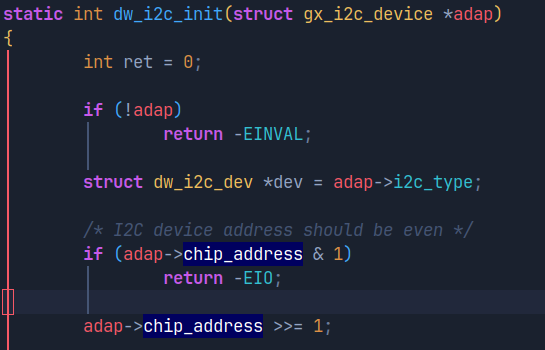 static int dw_i2c_init(struct gx_i2c_device *adap)
{
        int ret = 0;

        if (!adap)
                return -EINVAL;

        struct dw_i2c_dev *dev = adap->i2c_type;

        /* I2C device address should be even */
        if (adap->chip_address & 1)
                return -EIO;

        adap->chip_address >>= 1;